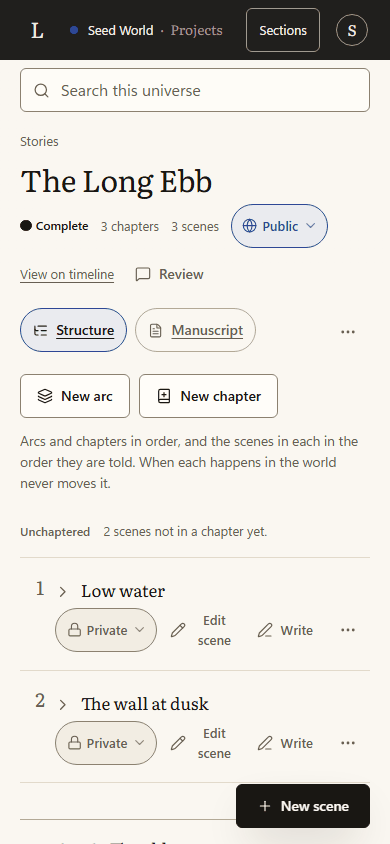 L Seed World · Projects Sections S
Search this universe
Stories
The Long Ebb
Complete 3 chapters 3 scenes Public
View on timeline Review
Structure Manuscript ...
New arc New chapter
Arcs and chapters in order, and the scenes in each in the
order they are told. When each happens in the world
never moves it.
Unchaptered 2 scenes not in a chapter yet.
1 Low water
Private Edit scene Write ...
2 The wall at dusk
Private Edit scene Write ...
+ New scene